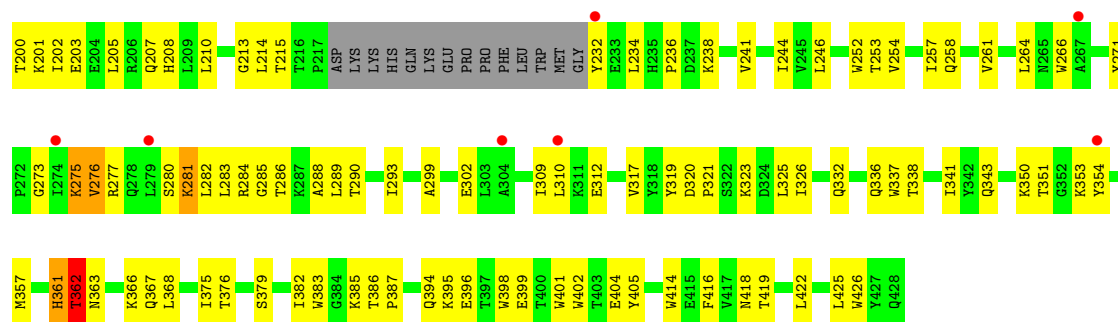 T200 K201 I202 E203 E204 L205 R206 Q207 H208 L209 L210 G213 L214 T215 T216 P217 ASP LYS LYS HIS GLN LYS GLU PRO PRO PHE LEU TRP MET GLY Y232 E233 L234 H235 P236 D237 K238 V241 I244 V245 L246 W252 T253 V254 I257 Q258 V261 L264 N265 W266 A267 Y271
P272 G273 I274 K275 V276 R277 Q278 L279 S280 K281 L282 L283 R284 G285 T286 K287 A288 L289 T290 I293 A299 E302 L303 A304 I309 L310 K311 E312 V317 Y318 Y319 D320 P321 S322 K323 D324 L325 I326 Q332 Q336 W337 T338 I341 Y342 Q343 K350 T351 G352 K353 Y354
M357 H361 T362 N363 K366 Q367 L368 I375 T376 S379 I382 W383 G384 K385 T386 P387 Q394 K395 E396 T397 W398 E399 T400 W401 W402 T403 E404 Y405 W414 E415 F416 V417 N418 T419 L422 L425 W426 Y427 Q428